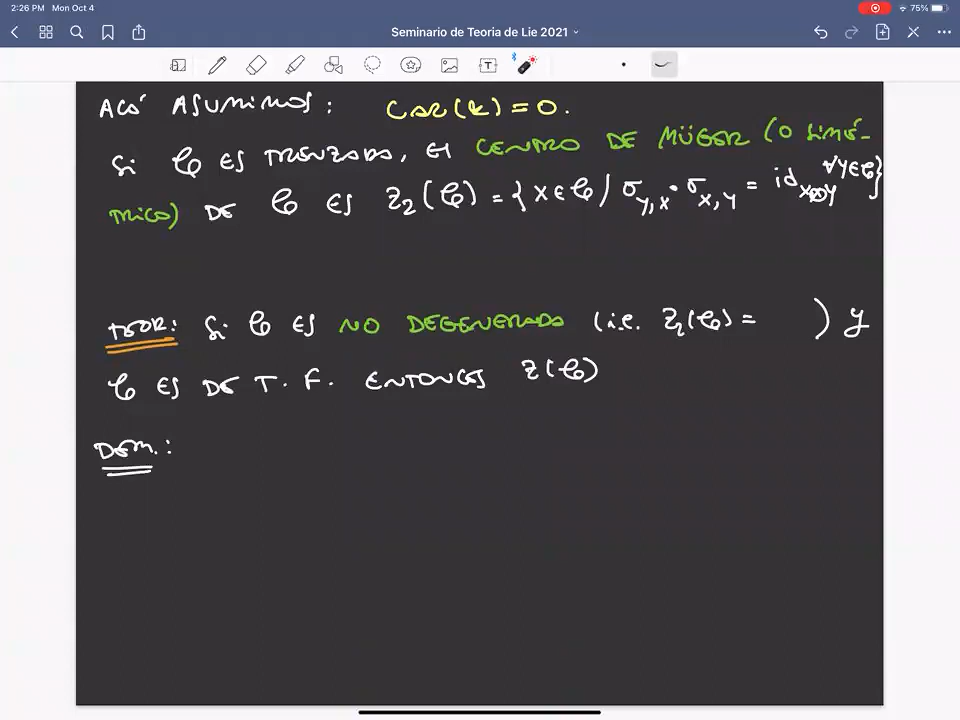 2:26 PM Mon Oct 4
75%
Seminario de Teoria de Lie 2021
T
ACÁ ASUMIMOS: CAR(k) = 0.
SI 𝒞 ES TRENZADA, EL CENTRO DE MÜGER (O SIMÉ-
TRICO) DE 𝒞 ES Z₂(𝒞) = {X ∈ 𝒞 / σ_{Y,X} · σ_{X,Y} = id_{X⊗Y} ∀Y∈𝒞}
TEOR: SI 𝒞 ES NO DEGENERADA (i.e. Z₂(𝒞) = ) Y
𝒞 ES DE T. F. ENTONCES Z(𝒞)
DEM.: